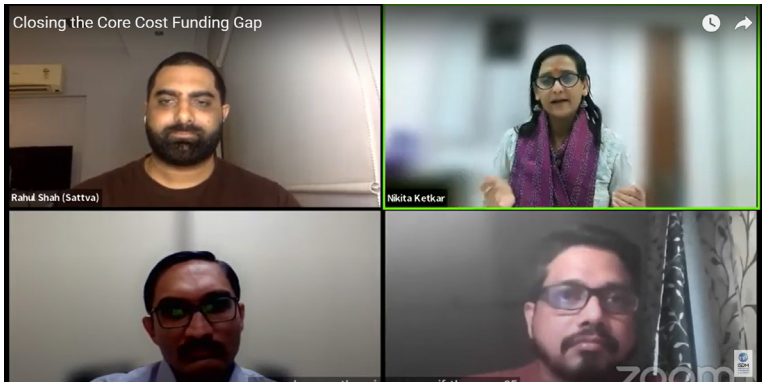 Closing the Core Cost Funding Gap
Rahul Shah (Sattva)
Nikita Ketkar
zoom